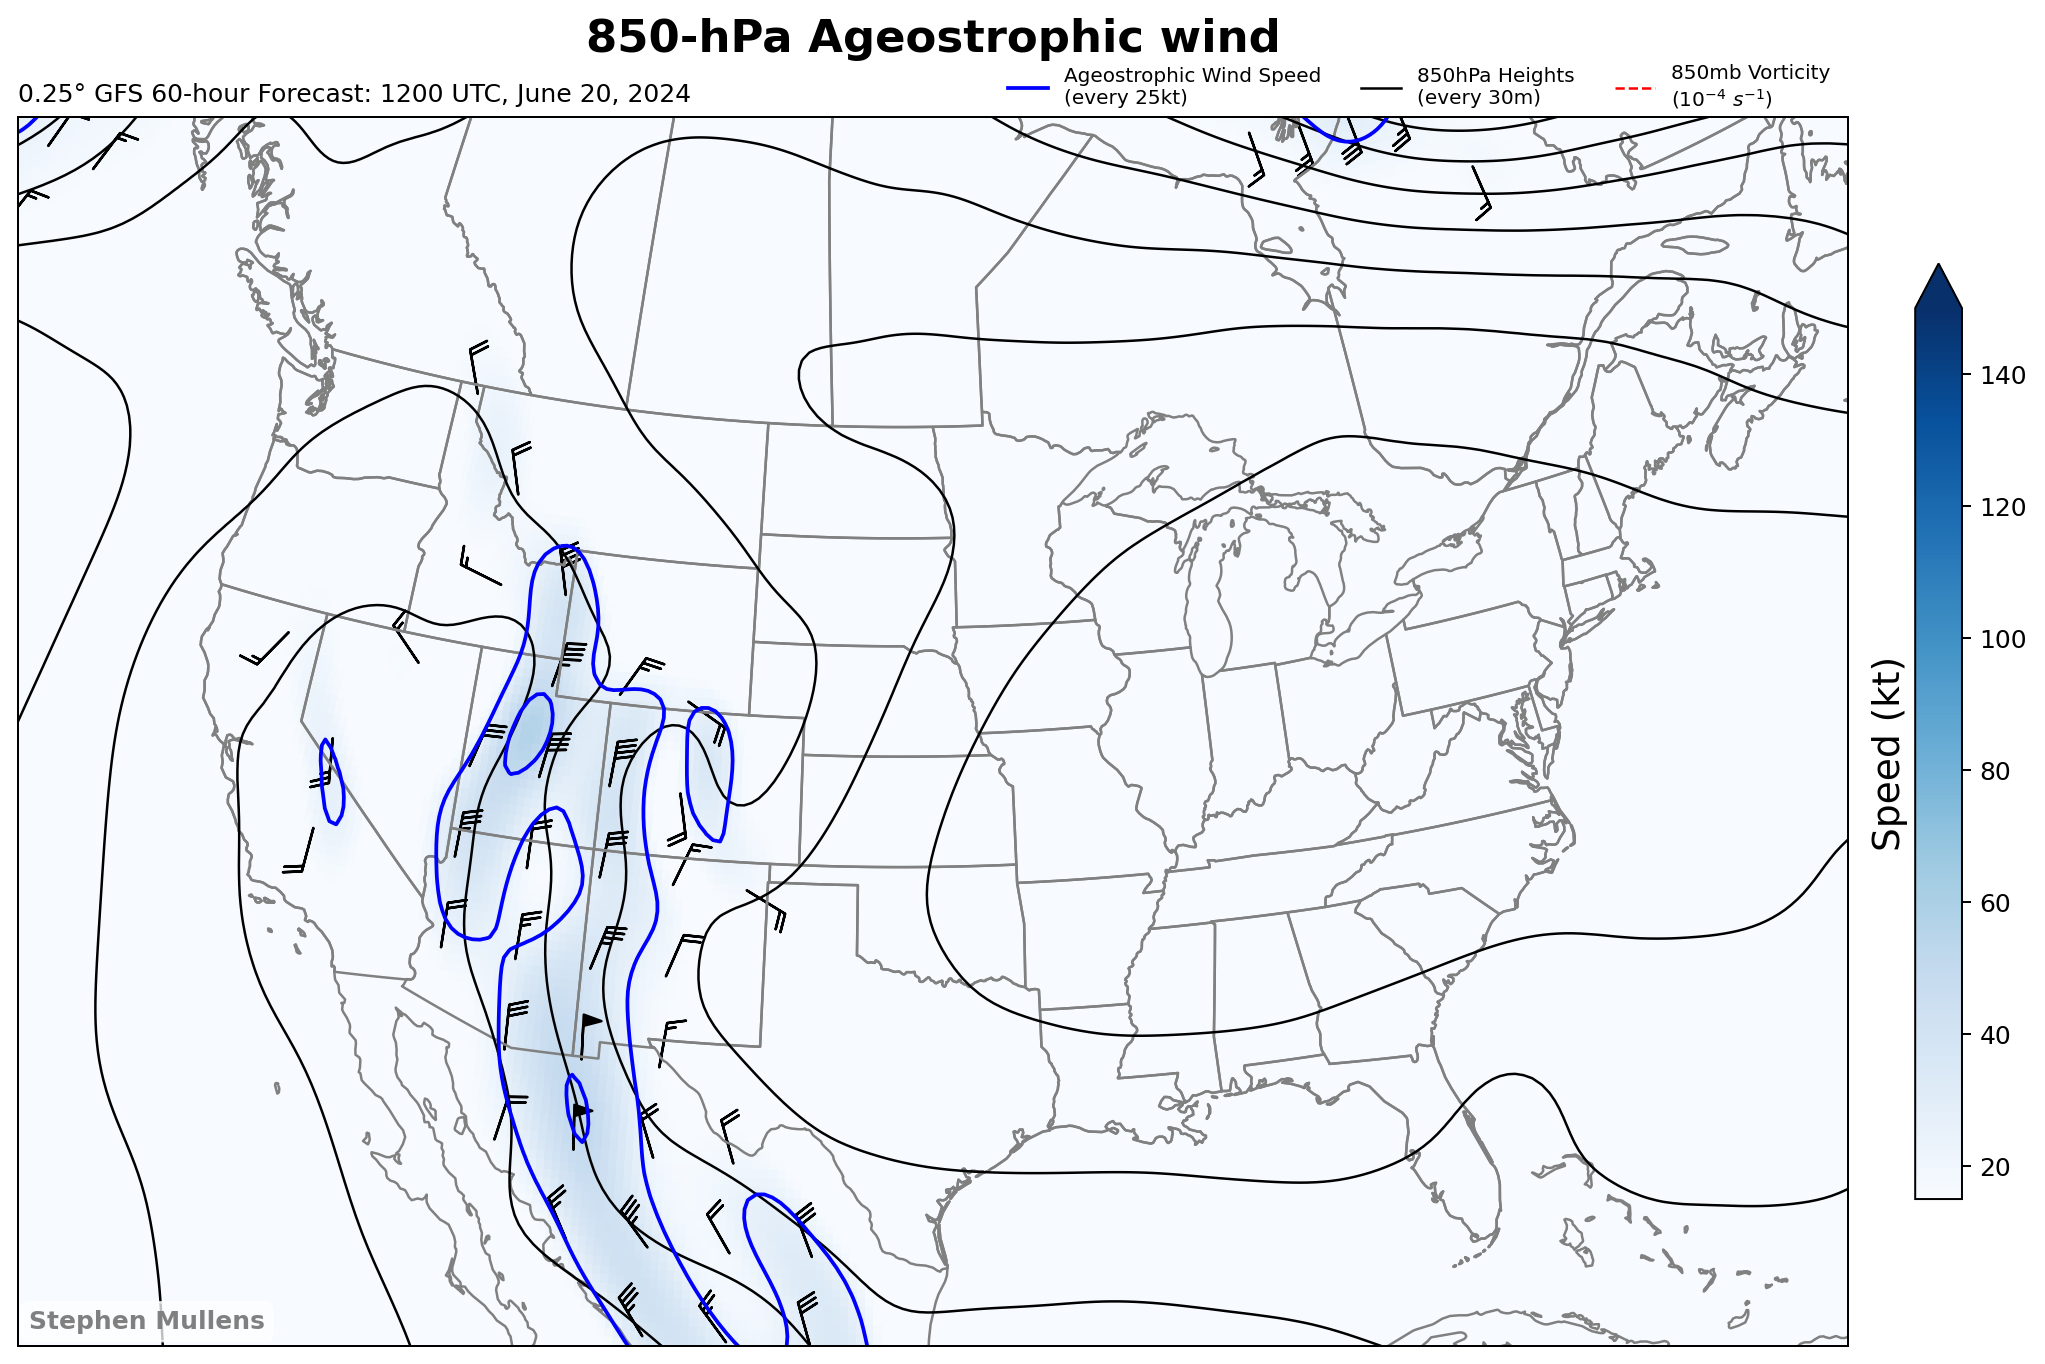 850-hPa Ageostrophic wind
0.25° GFS 60-hour Forecast: 1200 UTC, June 20, 2024
Ageostrophic Wind Speed
(every 25kt)
850hPa Heights
(every 30m)
850mb Vorticity
(10⁻⁴ s⁻¹)
140
120
100
80
60
40
20
Speed (kt)
Stephen Mullens